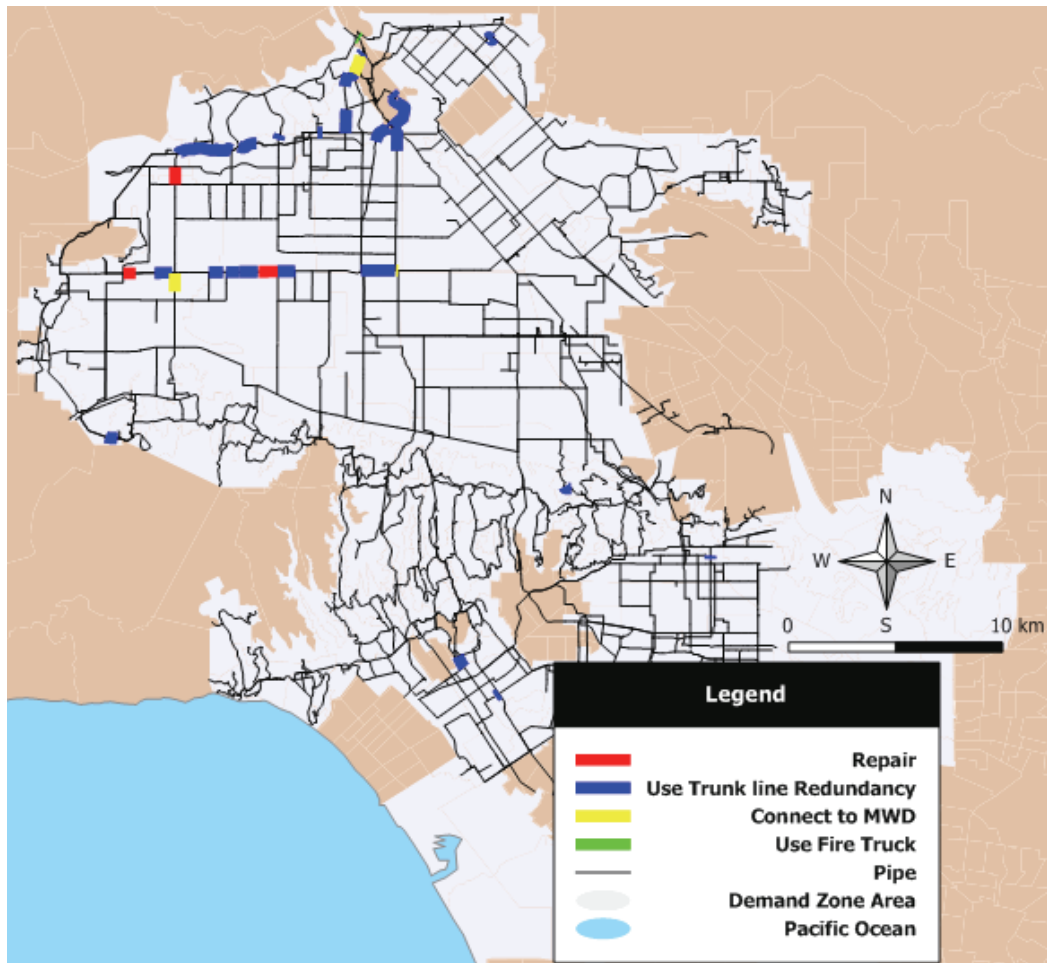 N
W E
S
0 10 km
Legend
Repair
Use Trunk line Redundancy
Connect to MWD
Use Fire Truck
Pipe
Demand Zone Area
Pacific Ocean